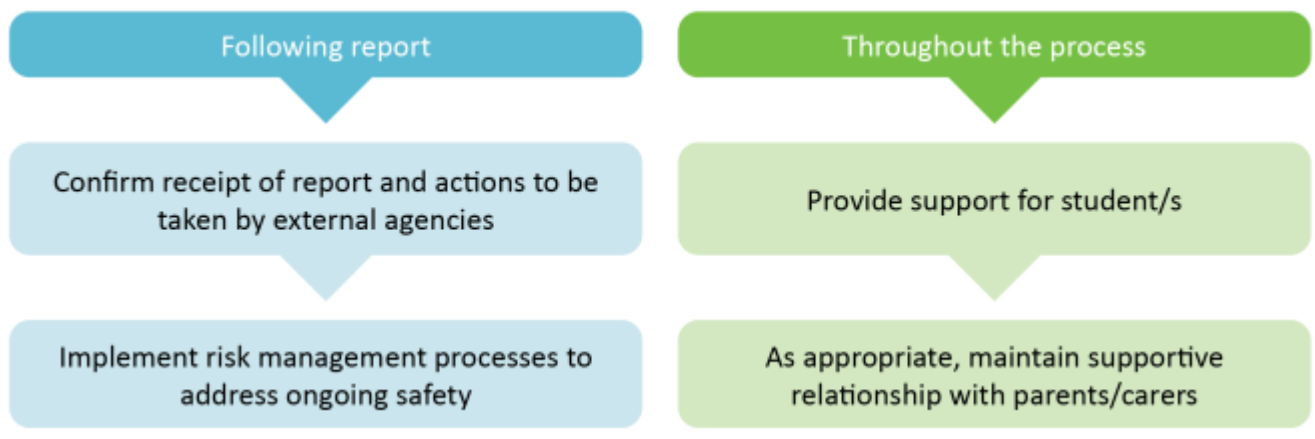 Following report
Confirm receipt of report and actions to be
taken by external agencies
Implement risk management processes to
address ongoing safety
Throughout the process
Provide support for student/s
As appropriate, maintain supportive
relationship with parents/carers